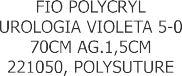 FIO POLYCRYL
UROLOGIA VIOLETA 5-0
70CM AG.1,5CM
221050, POLYSUTURE